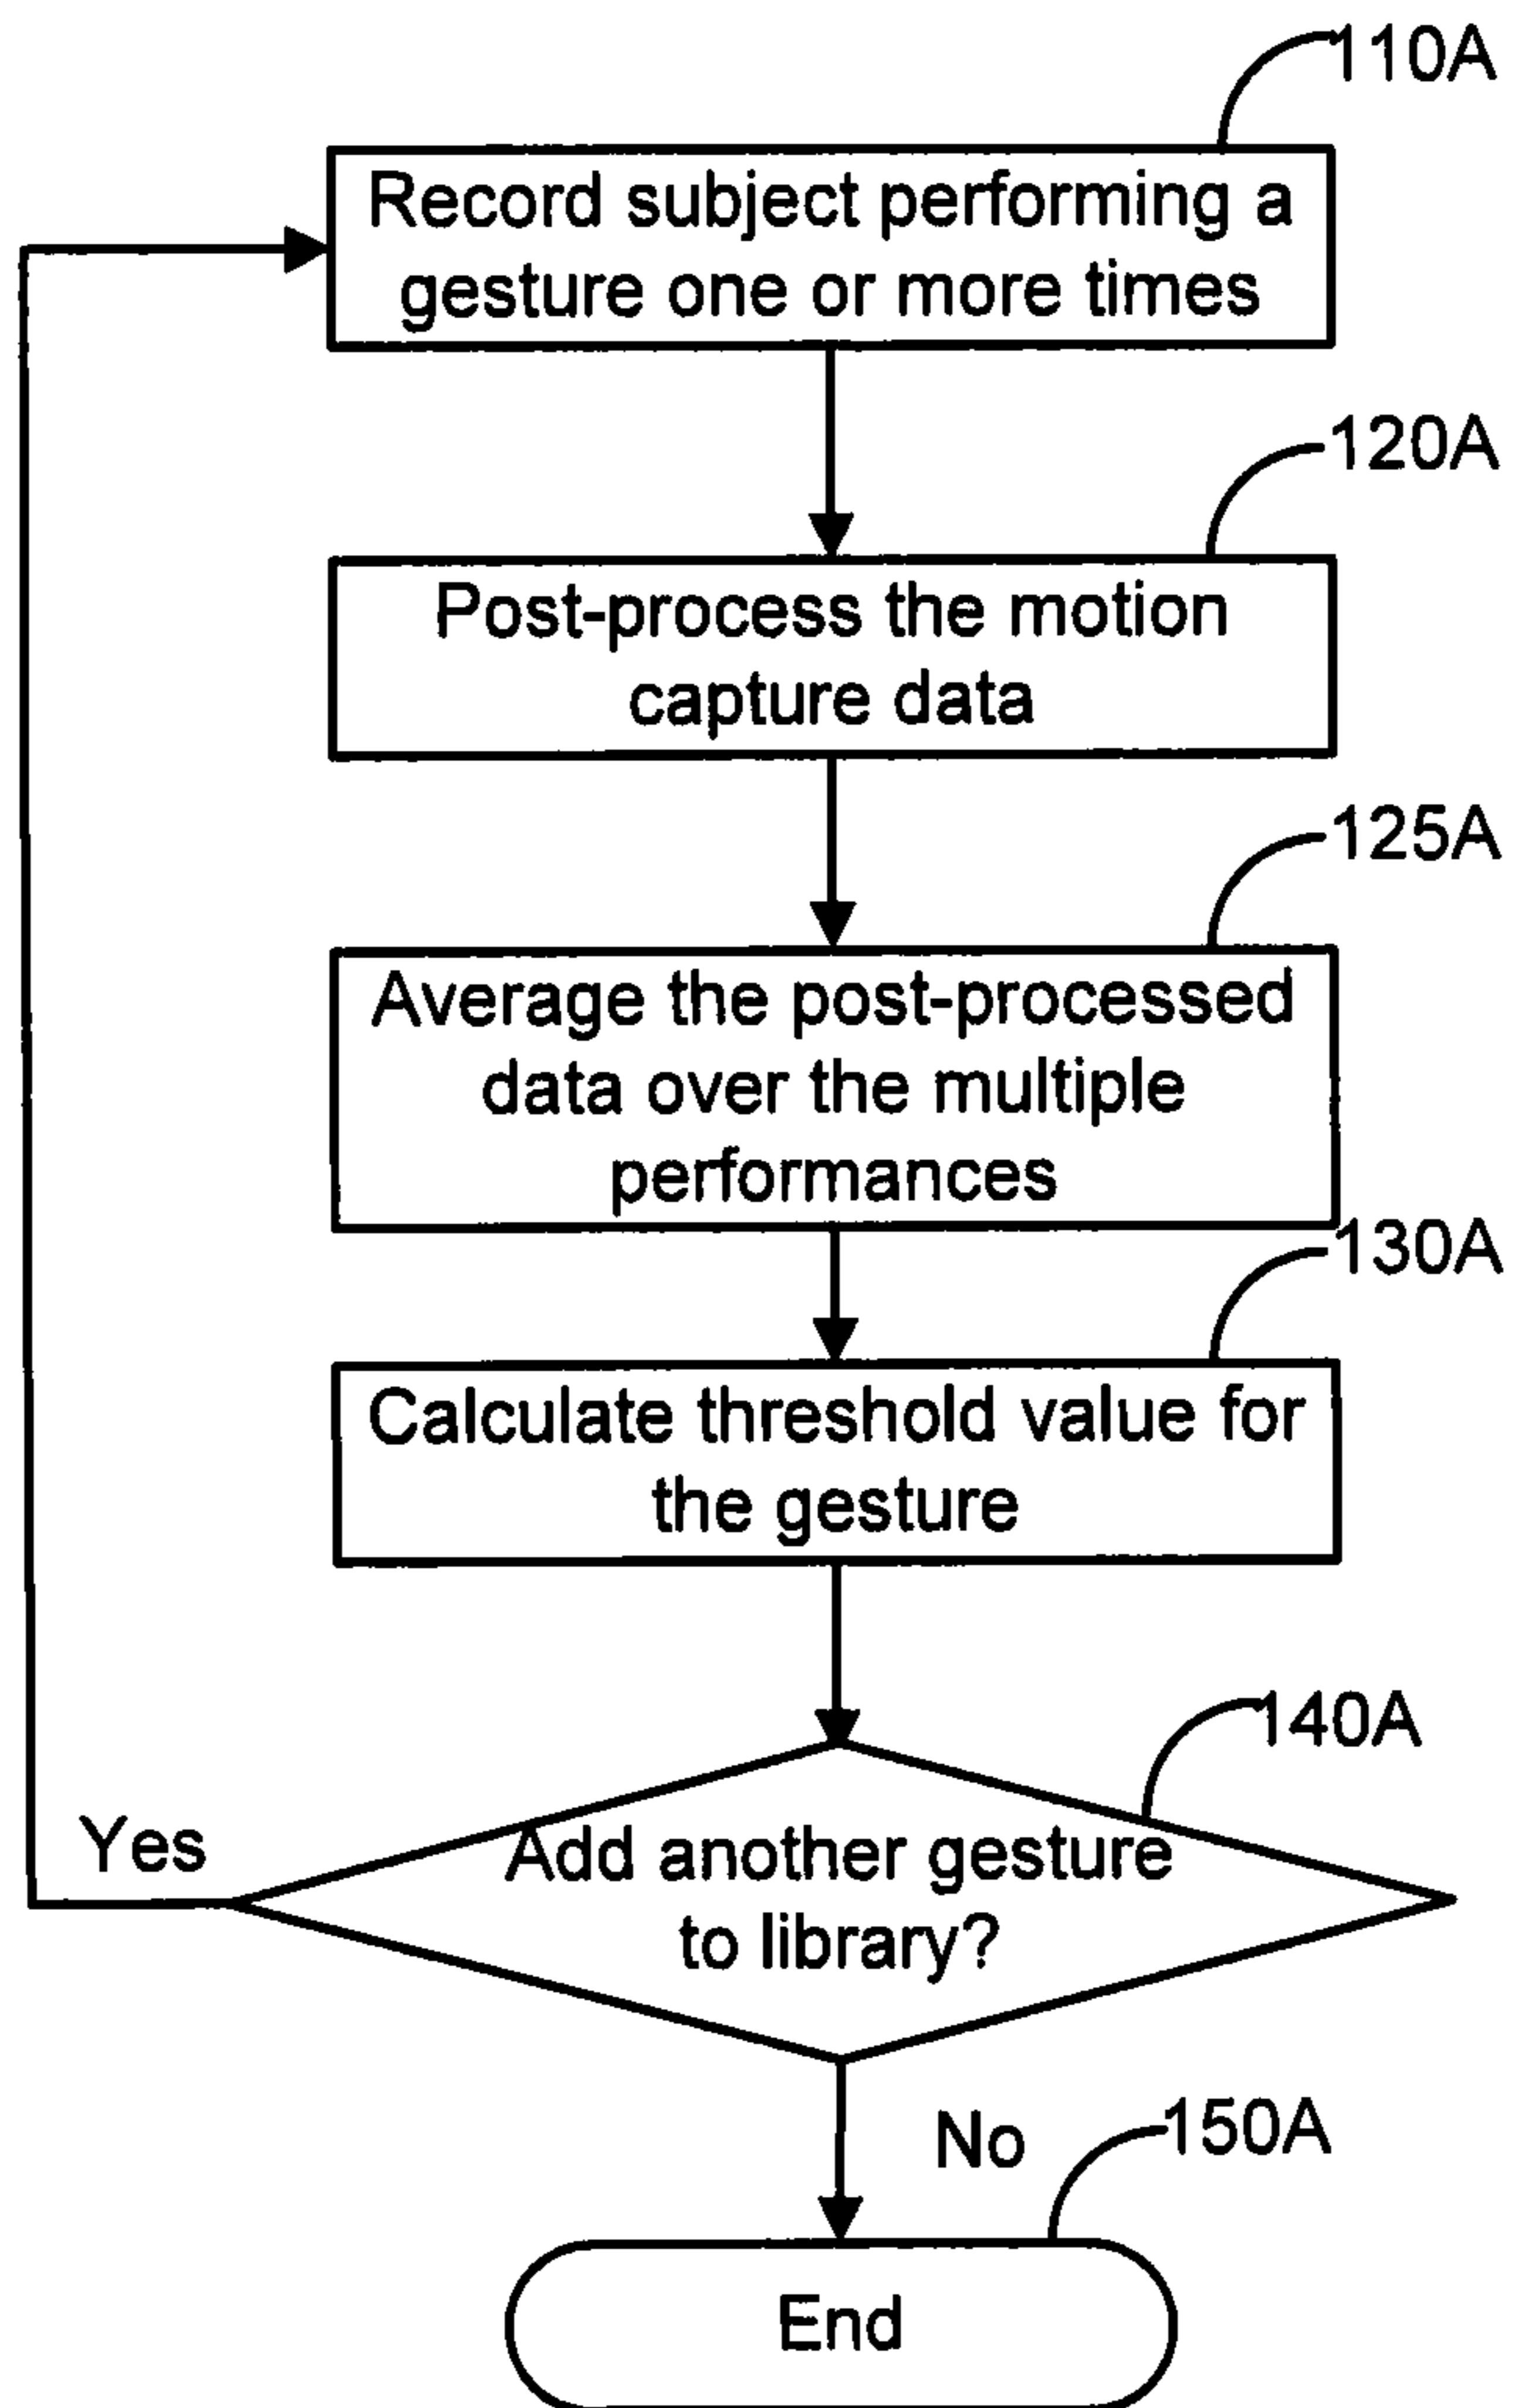 110A
Record subject performing a
gesture one or more times
120A
Post-process the motion
capture data
125A
Average the post-processed
data over the multiple
performances
130A
Calculate threshold value for
the gesture
140A
Yes
Add another gesture
to library?
No
150A
End